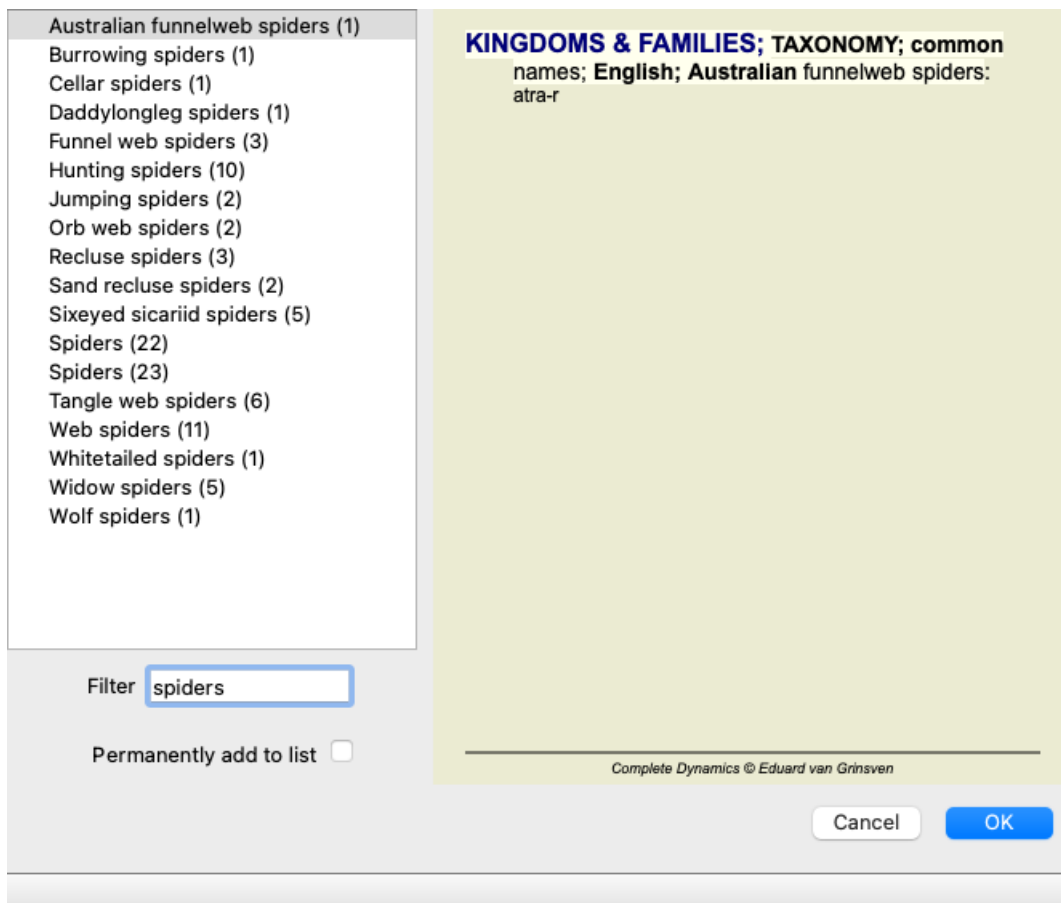 Australian funnelweb spiders (1)
Burrowing spiders (1)
Cellar spiders (1)
Daddylongleg spiders (1)
Funnel web spiders (3)
Hunting spiders (10)
Jumping spiders (2)
Orb web spiders (2)
Recluse spiders (3)
Sand recluse spiders (2)
Sixeyed sicariid spiders (5)
Spiders (22)
Spiders (23)
Tangle web spiders (6)
Web spiders (11)
Whitetailed spiders (1)
Widow spiders (5)
Wolf spiders (1)
Filter spiders
Permanently add to list
KINGDOMS & FAMILIES; TAXONOMY; common
names; English; Australian funnelweb spiders:
atra-r
Complete Dynamics © Eduard van Grinsven
Cancel OK